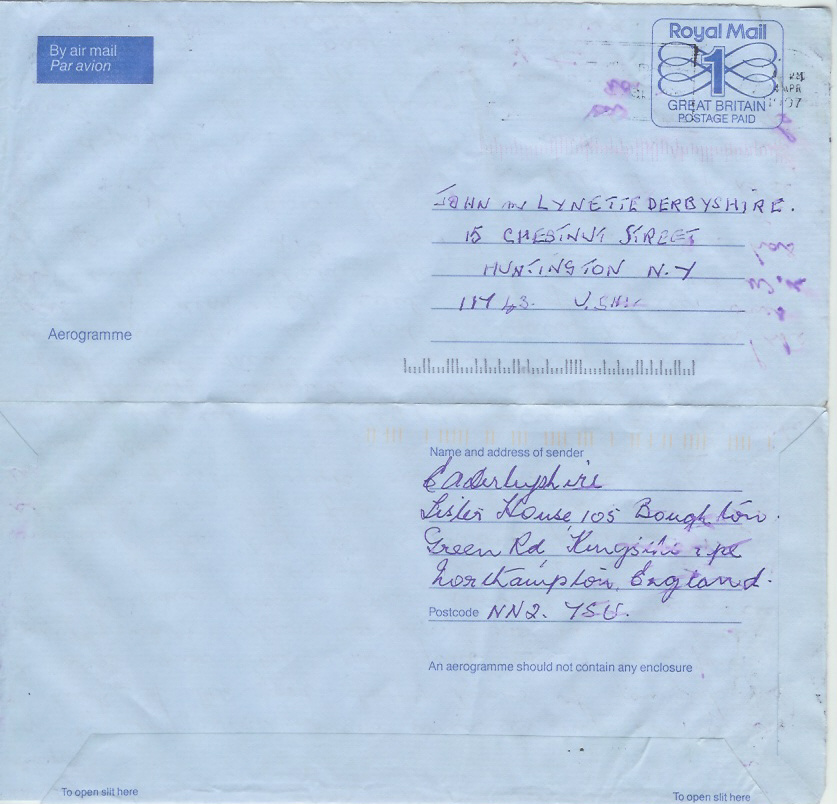 By air mail
Par avion
Royal Mail
1
GREAT BRITAIN
POSTAGE PAID
APR
JOHN LYNETTE DERBYSHIRE.
15 CHESTNUT STREET
HUNTINGTON N.Y
11743. U.S.A.
Aerogramme
Name and address of sender
E A Derbyshire
Lister House 105 Boughton
Green Rd Kingsthorpe
Northampton England.
Postcode NN2. 7SU.
An aerogramme should not contain any enclosure
To open slit here
To open slit here